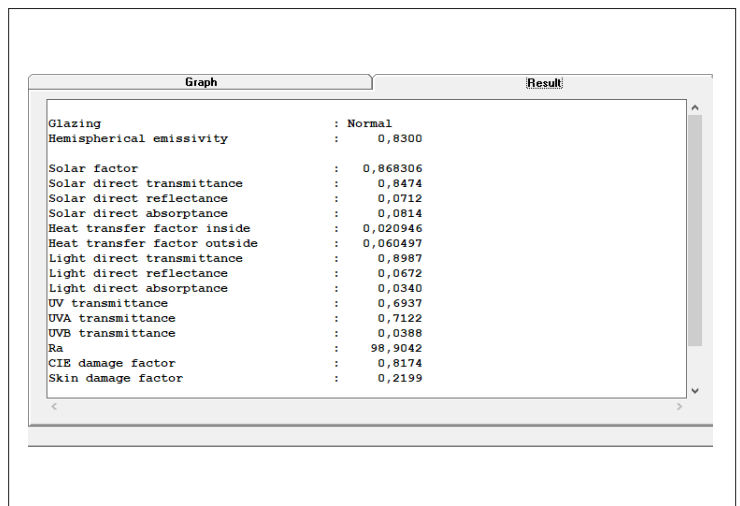 Graph Result
Glazing : Normal
Hemispherical emissivity : 0,8300
Solar factor : 0,868306
Solar direct transmittance : 0,8474
Solar direct reflectance : 0,0712
Solar direct absorptance : 0,0814
Heat transfer factor inside : 0,020946
Heat transfer factor outside : 0,060497
Light direct transmittance : 0,8987
Light direct reflectance : 0,0672
Light direct absorptance : 0,0340
UV transmittance : 0,6937
UVA transmittance : 0,7122
UVB transmittance : 0,0388
Ra : 98,9042
CIE damage factor : 0,8174
Skin damage factor : 0,2199